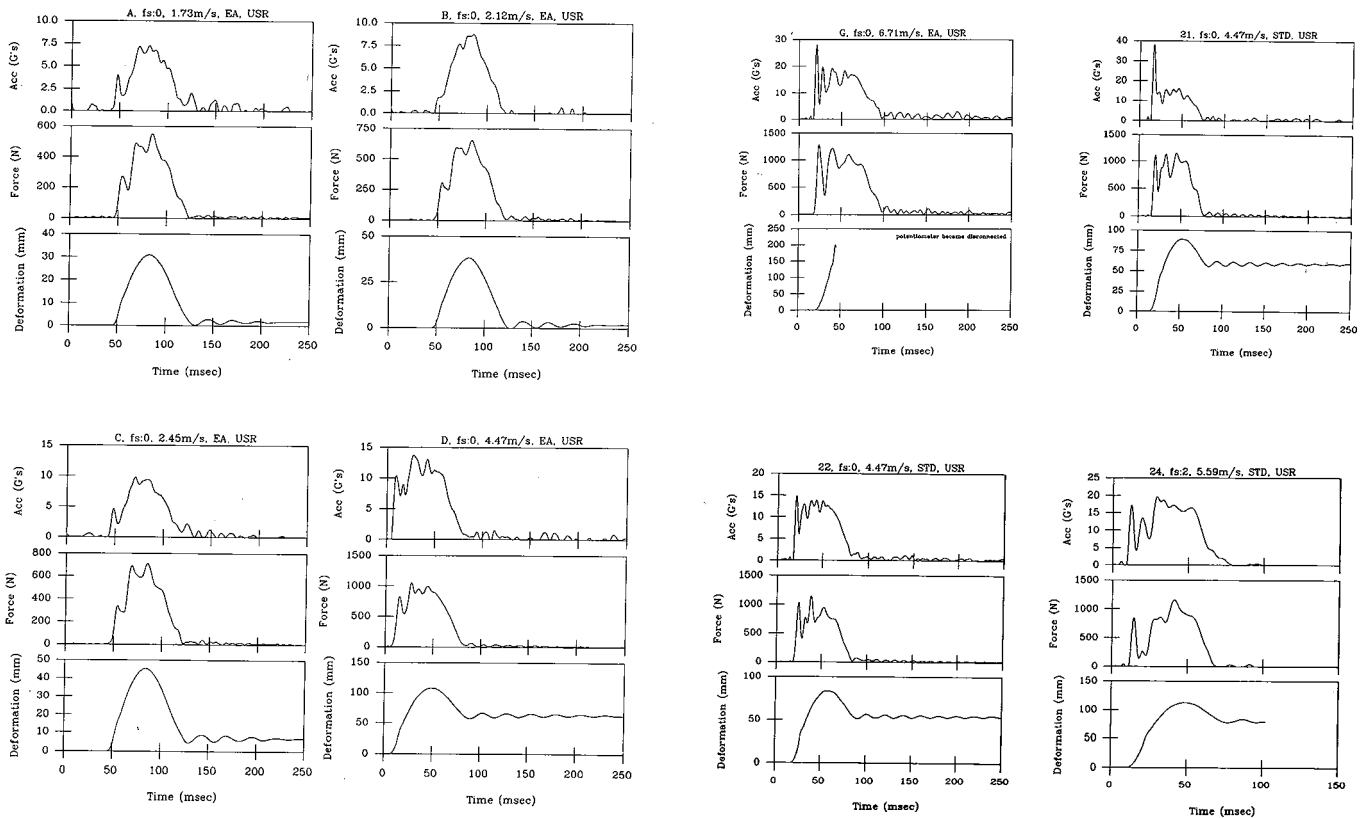 A, fs:0, 1.73m/s, EA, USR
10.0
7.5
5.0
2.5
0.0
Acc (G's)
600
400
200
0
Force (N)
40
30
20
10
0
Deformation (mm)
0 50 100 150 200 250
Time (msec)
B, fs:0, 2.12m/s, EA, USR
10.0
7.5
5.0
2.5
0.0
Acc (G's)
750
500
250
0
Force (N)
50
25
0
Deformation (mm)
0 50 100 150 200 250
Time (msec)
G, fs:0, 6.71m/s, EA, USR
30
20
10
0
Acc (G's)
1500
1000
500
0
Force (N)
potentiometer became disconnected
250
200
150
100
50
0
Deformation (mm)
0 50 100 150 200 250
Time (msec)
21, fs:0, 4.47m/s, STD, USR
40
30
20
10
0
Acc (G's)
1500
1000
500
0
Force (N)
100
75
50
25
0
Deformation (mm)
0 50 100 150 200 250
Time (msec)
C, fs:0, 2.45m/s, EA, USR
15
10
5
0
Acc (G's)
800
600
400
200
0
Force (N)
50
40
30
20
10
0
Deformation (mm)
0 50 100 150 200 250
Time (msec)
D, fs:0, 4.47m/s, EA, USR
15
10
5
0
Acc (G's)
1500
1000
500
0
Force (N)
150
100
50
0
Deformation (mm)
0 50 100 150 200 250
Time (msec)
22, fs:0, 4.47m/s, STD, USR
20
15
10
5
0
Acc (G's)
1500
1000
500
0
Force (N)
100
50
0
Deformation (mm)
0 50 100 150 200 250
Time (msec)
24, fs:2, 5.59m/s, STD, USR
25
20
15
10
5
0
Acc (G's)
1500
1000
500
0
Force (N)
150
100
50
0
Deformation (mm)
0 50 100 150
Time (msec)